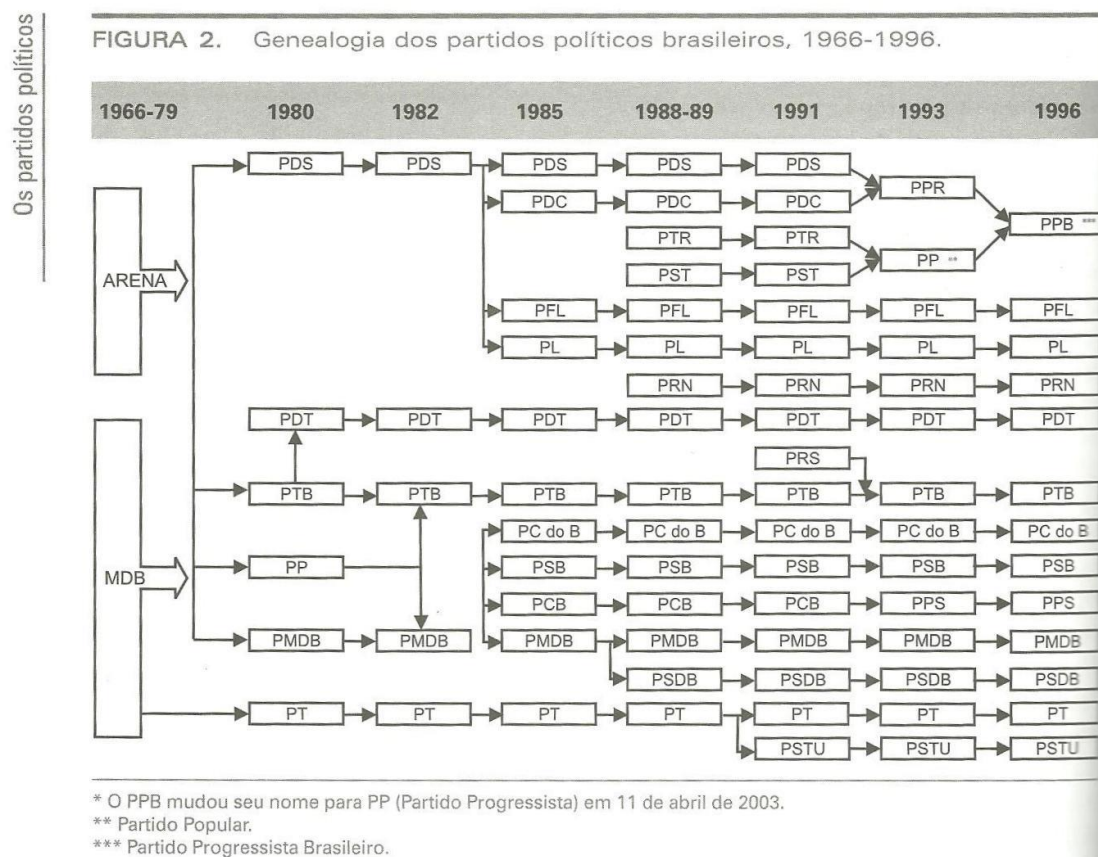 Os partidos políticos
FIGURA 2. Genealogia dos partidos políticos brasileiros, 1966-1996.
1966-79 1980 1982 1985 1988-89 1991 1993 1996
PDS PDS PDS PDS PDS
PPR
PDC PDC PDC
PPB ***
PTR PTR
PP **
PST PST
ARENA
PFL PFL PFL PFL PFL
PL PL PL PL PL
PRN PRN PRN PRN
PDT PDT PDT PDT PDT PDT PDT
PRS
PTB PTB PTB PTB PTB PTB PTB
PC do B PC do B PC do B PC do B PC do B
MDB PP PSB PSB PSB PSB PSB
PCB PCB PCB PPS PPS
PMDB PMDB PMDB PMDB PMDB PMDB PMDB
PSDB PSDB PSDB PSDB
PT PT PT PT PT PT PT
PSTU PSTU PSTU
* O PPB mudou seu nome para PP (Partido Progressista) em 11 de abril de 2003.
** Partido Popular.
*** Partido Progressista Brasileiro.